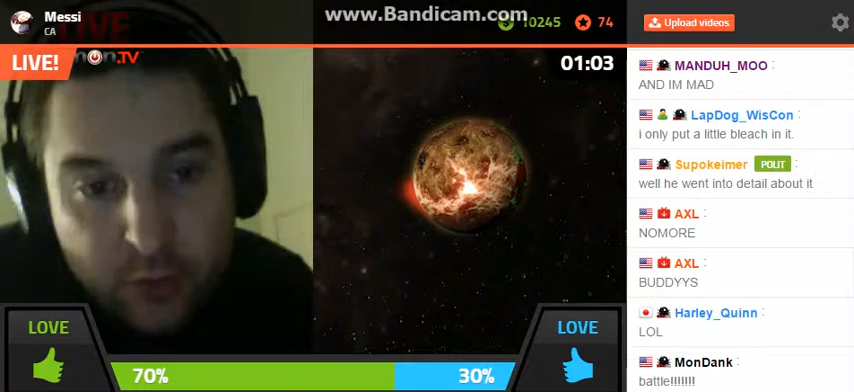 www.Bandicam.com
Messi
CA
10245
74
Upload videos
LIVE!
m n.TV
01:03
MANDUH_MOO :
AND IM MAD
LapDog_WisCon :
i only put a little bleach in it.
Supokeimer POLIT :
well he went into detail about it
AXL :
NOMORE
AXL :
BUDDYYS
Harley_Quinn :
LOL
MonDank :
battle!!!!!!!
LOVE
LOVE
70%
30%